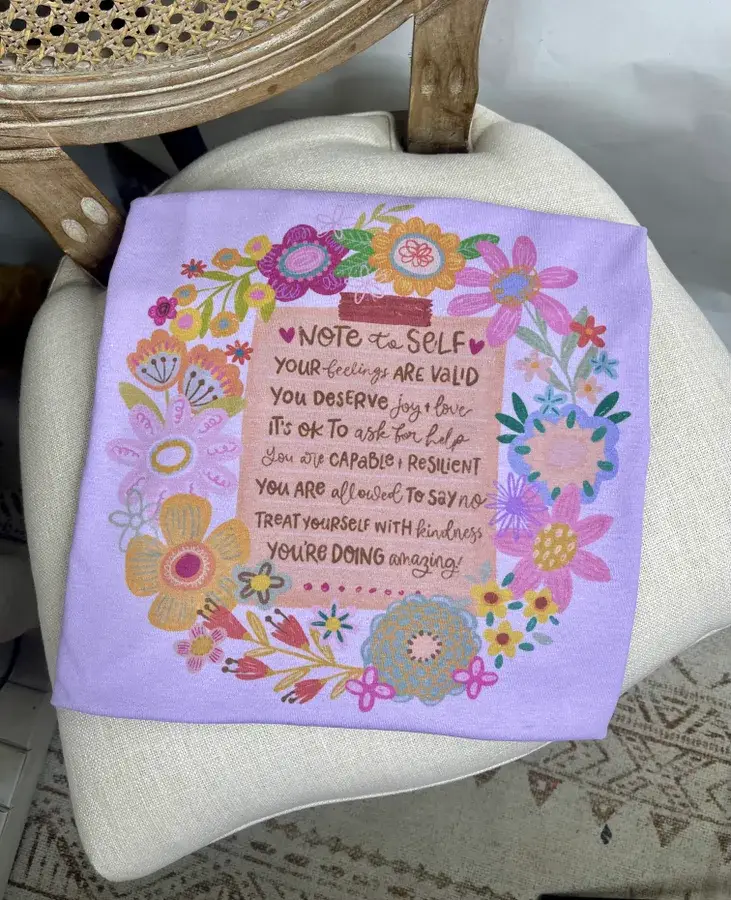 NOTE to SELF
YOUR feelings ARE VALID
YOU DESERVE joy + love
IT'S OK TO ask for help
You are CAPABLE + RESILIENT
YOU ARE allowed TO SAY no
TREAT YOURSELF WITH kindness
YOU'RE DOING amazing!